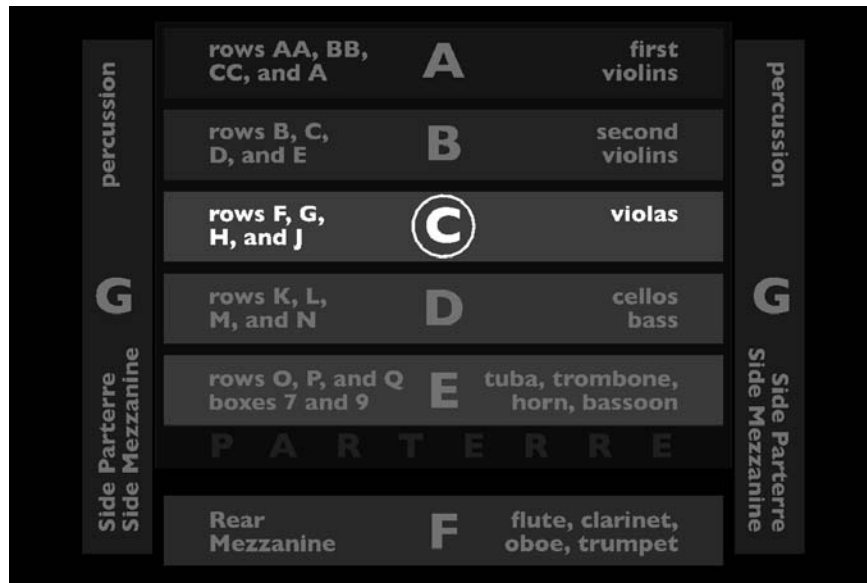 percussion
G
Side Parterre
Side Mezzanine
rows AA, BB,
CC, and A
A
first
violins
rows B, C,
D, and E
B
second
violins
rows F, G,
H, and J
C
violas
rows K, L,
M, and N
D
cellos
bass
rows O, P, and Q
boxes 7 and 9
E
tuba, trombone,
horn, bassoon
PARTERRE
Rear
Mezzanine
F
flute, clarinet,
oboe, trumpet
percussion
G
Side Parterre
Side Mezzanine